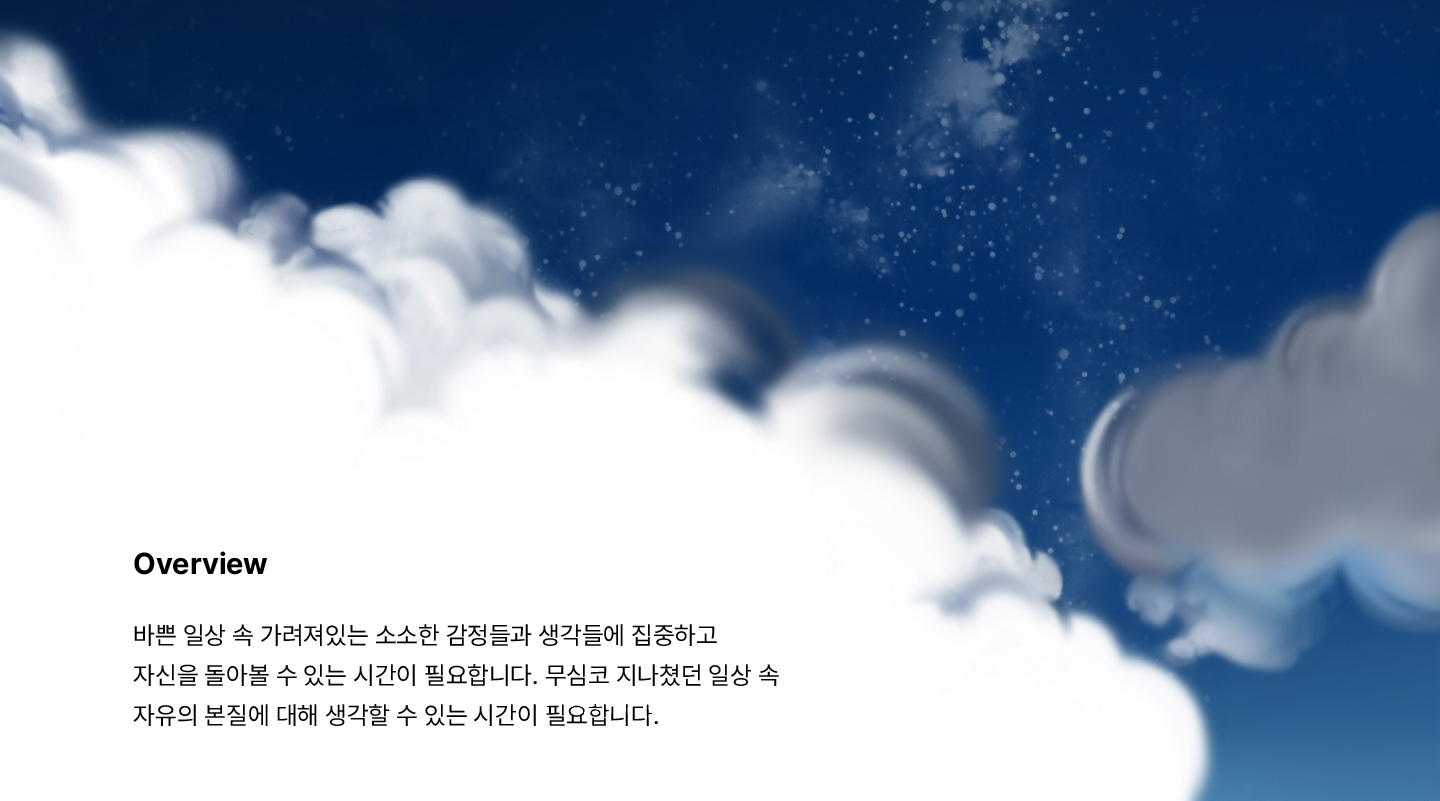 Overview
바쁜 일상 속 가려져있는 소소한 감정들과 생각들에 집중하고
자신을 돌아볼 수 있는 시간이 필요합니다. 무심코 지나쳤던 일상 속
자유의 본질에 대해 생각할 수 있는 시간이 필요합니다.